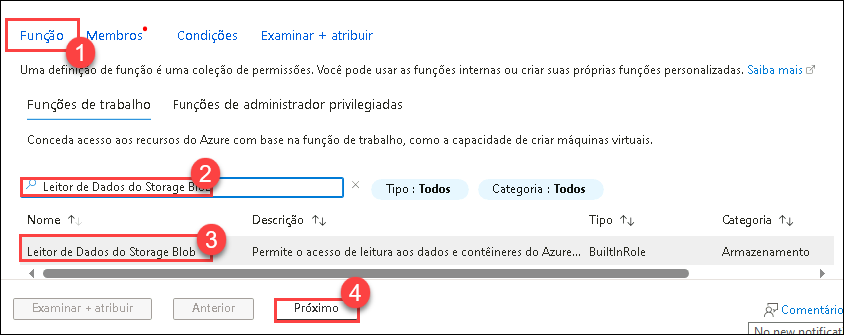 Função Membros Condições Examinar + atribuir
1
Uma definição de função é uma coleção de permissões. Você pode usar as funções internas ou criar suas próprias funções personalizadas. Saiba mais
Funções de trabalho Funções de administrador privilegiadas
Conceda acesso aos recursos do Azure com base na função de trabalho, como a capacidade de criar máquinas virtuais.
2
Leitor de Dados do Storage Blob Tipo : Todos Categoria : Todos
Nome Descrição Tipo Categoria
3
Leitor de Dados do Storage Blob Permite o acesso de leitura aos dados e contêineres do Azure... BuiltInRole Armazenamento
4
Examinar + atribuir Anterior Próximo Comentário
No new notificat